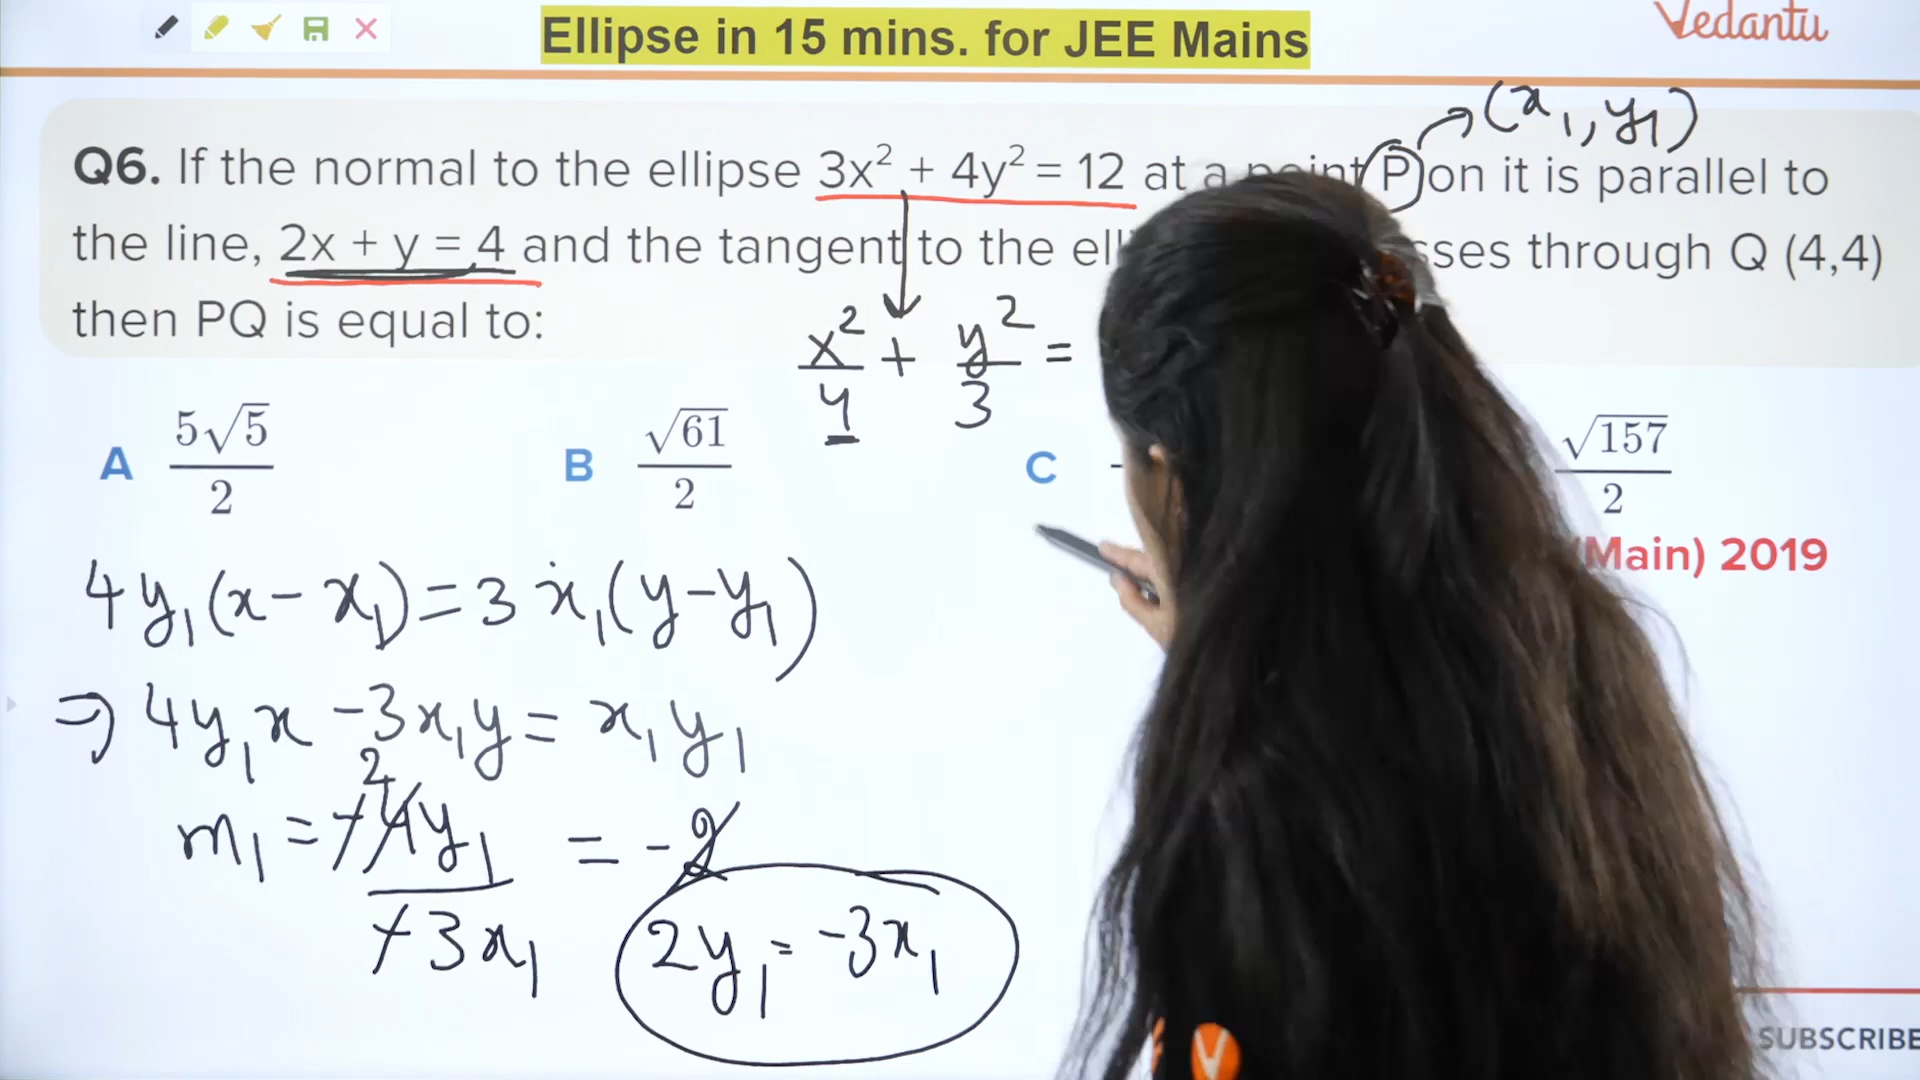 Ellipse in 15 mins. for JEE Mains
Vedantu
(x₁, y₁)
Q6. If the normal to the ellipse 3x² + 4y² = 12 at a point P on it is parallel to
the line, 2x + y = 4 and the tangent to the ell sses through Q (4,4)
then PQ is equal to:
x²/4 + y²/3 =
A 5√5/2
B √61/2
C
√157/2
(Main) 2019
4y₁(x - x₁) = 3x₁(y - y₁)
⇒ 4y₁x - 3x₁y = x₁y₁
m₁ = -4y₁/-3x₁ = -2
2
2y₁ = -3x₁
SUBSCRIBE